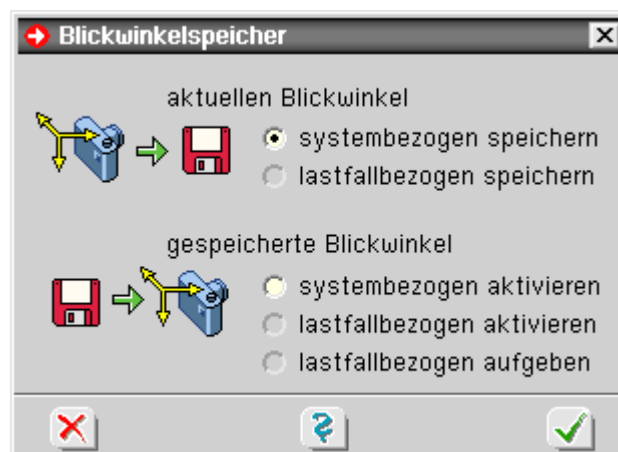 Blickwinkelspeicher
aktuellen Blickwinkel
systembezogen speichern
lastfallbezogen speichern
gespeicherte Blickwinkel
systembezogen aktivieren
lastfallbezogen aktivieren
lastfallbezogen aufgeben